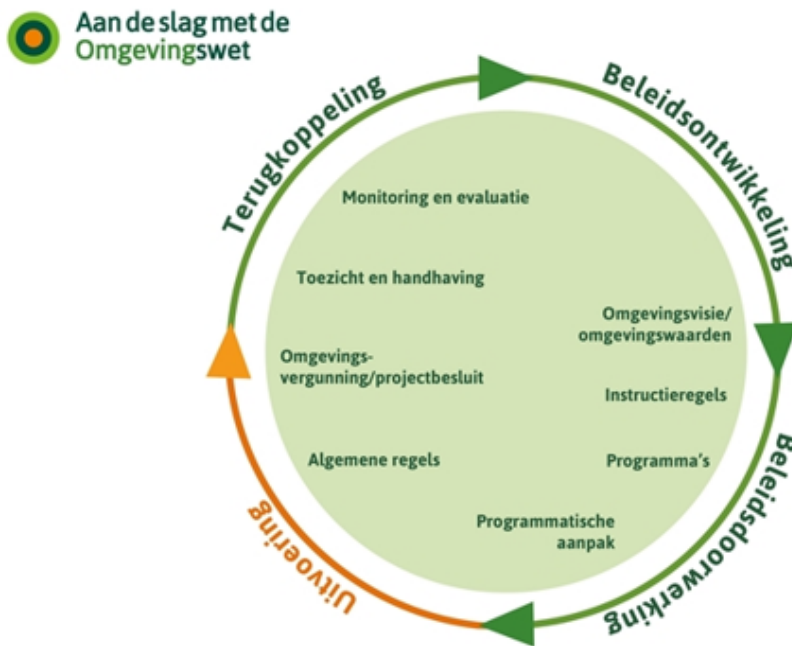 Aan de slag met de
Omgevingswet
Terugkoppeling
Beleidsontwikkeling
Monitoring en evaluatie
Toezicht en handhaving
Omgevingsvisie/
omgevingswaarden
Omgevings-
vergunning/projectbesluit
Instructieregels
Algemene regels
Programma's
Programmatische
aanpak
Uitvoering
Beleidsdoorwerking